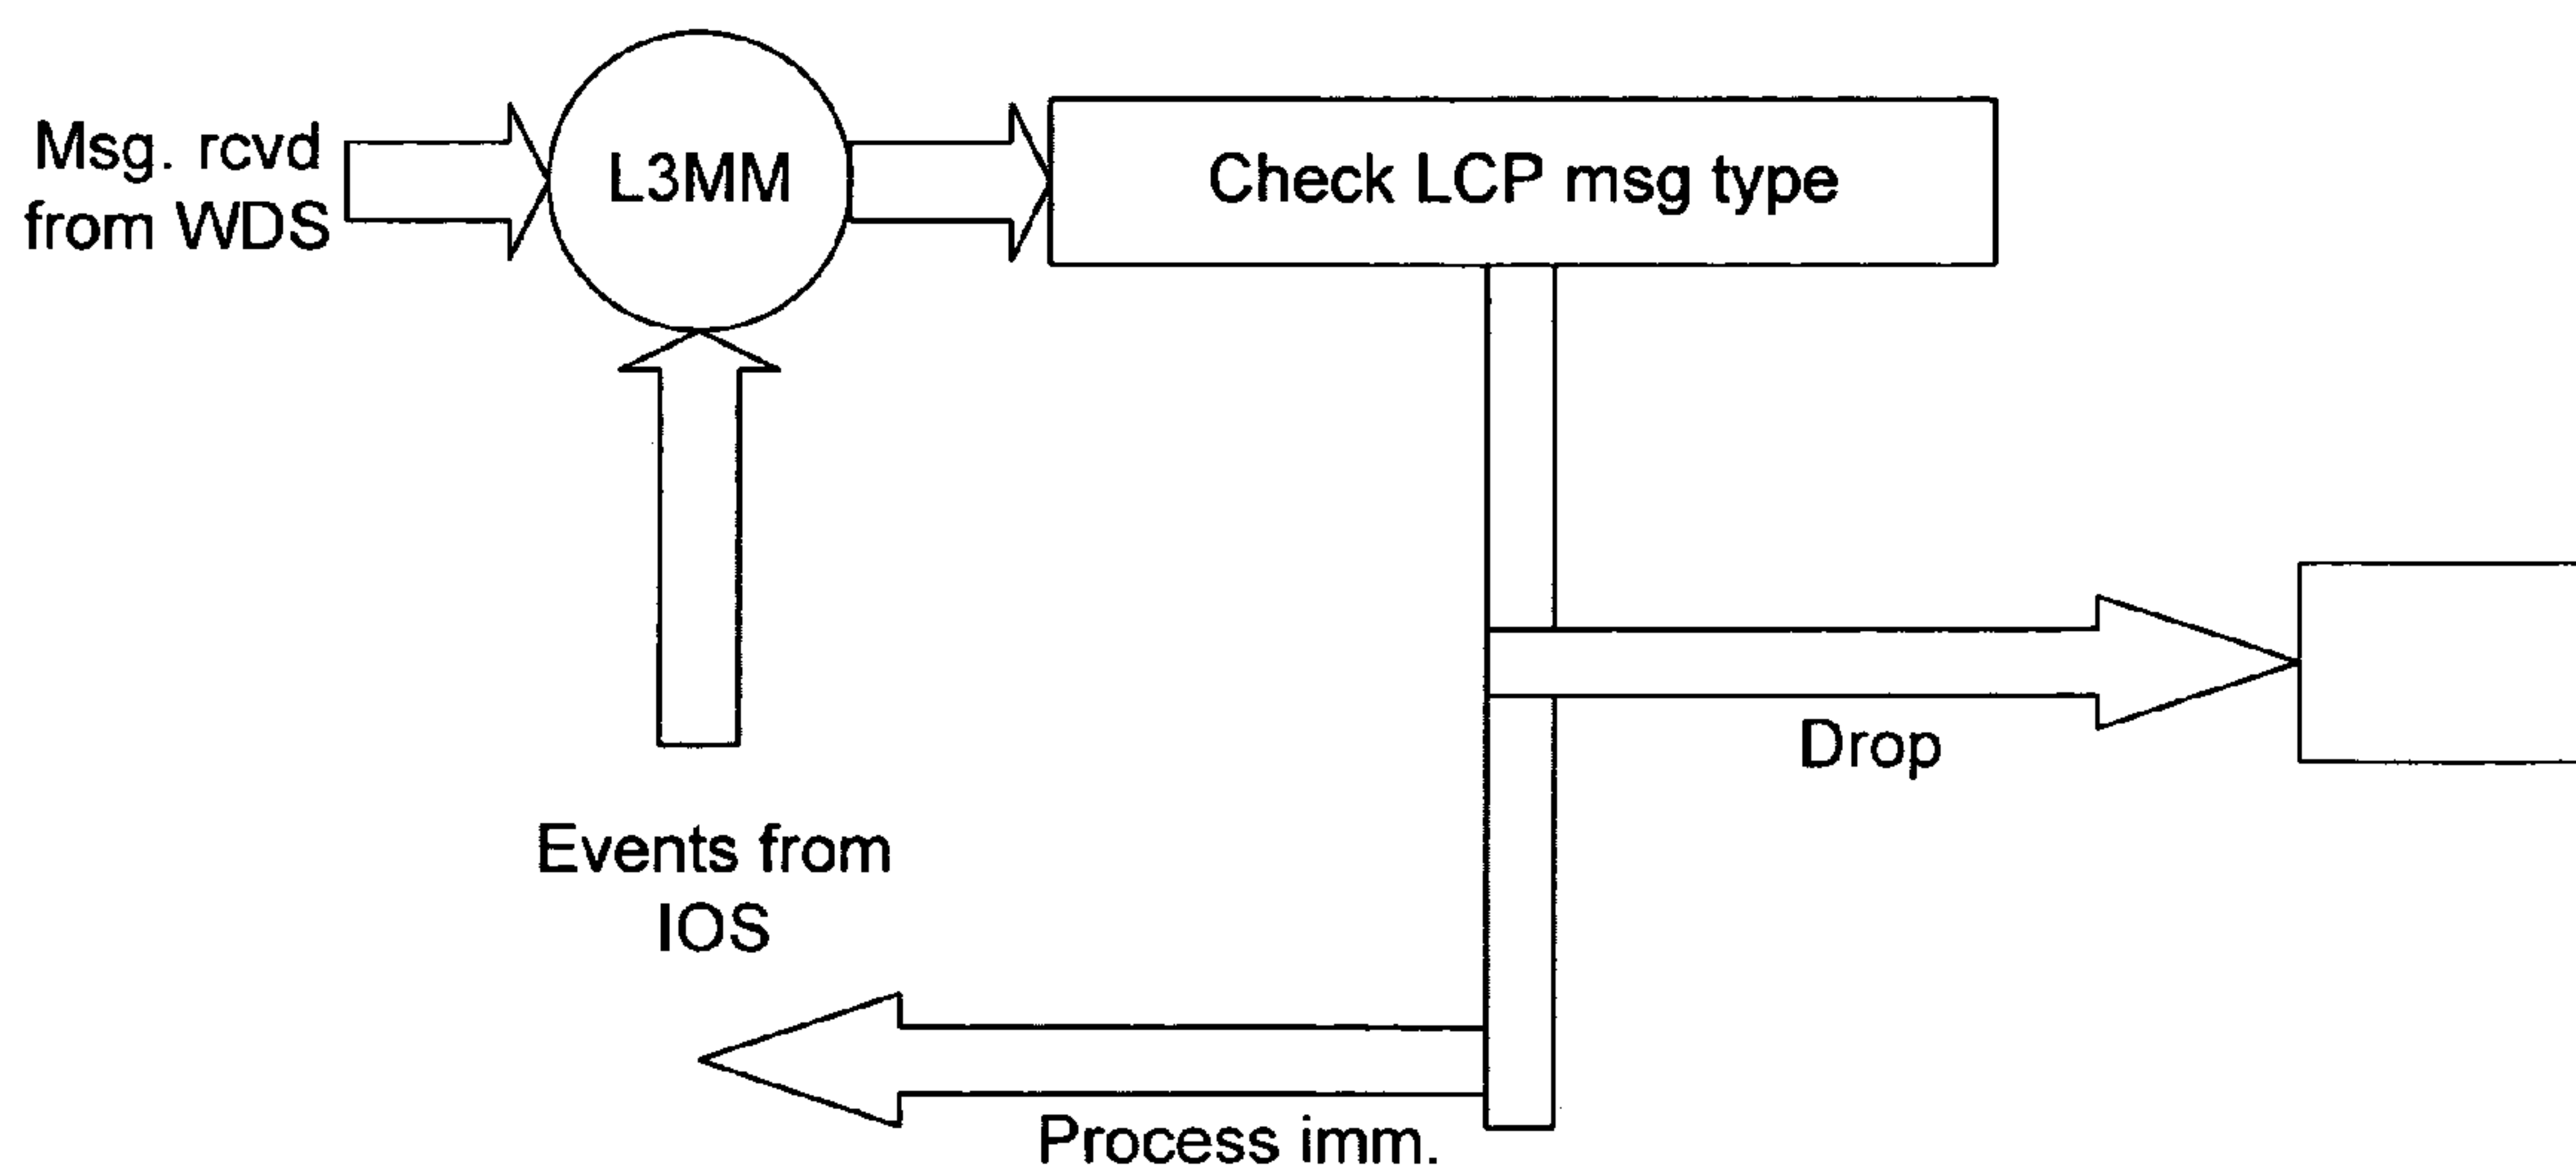 Msg. rcvd
from WDS
L3MM
Check LCP msg type
Drop
Events from
IOS
Process imm.